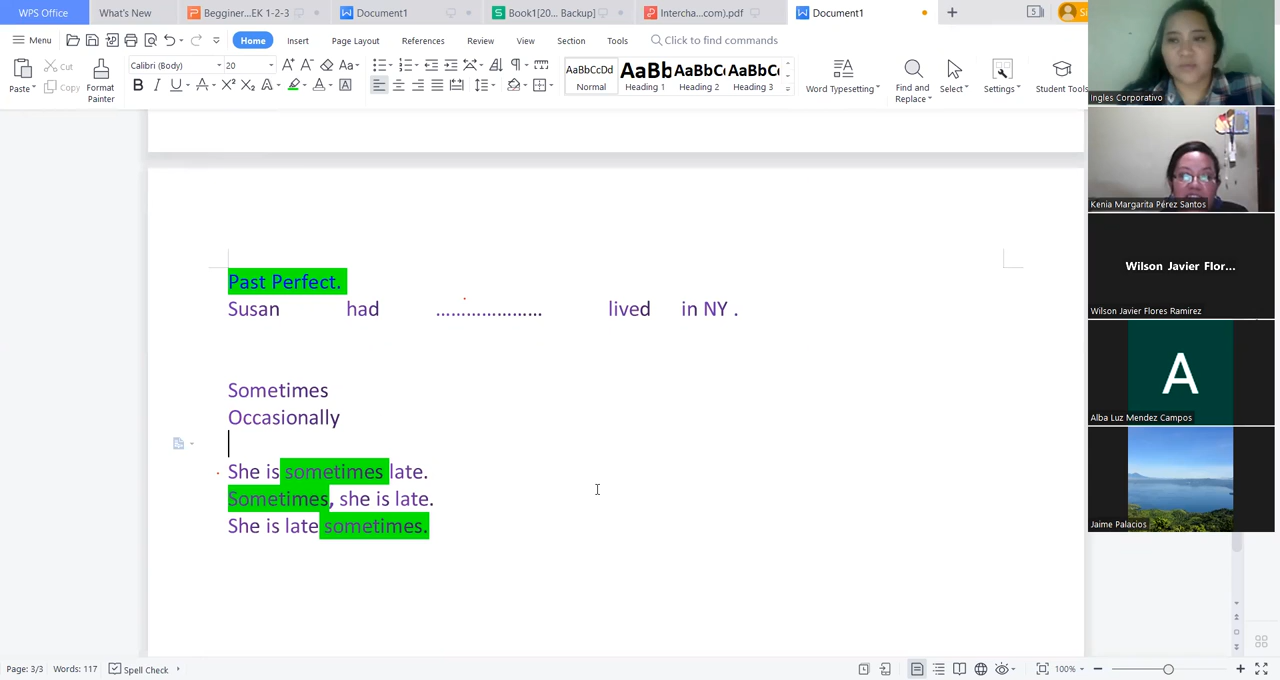 WPS Office What's New Begginer...EK 1-2-3 Document1 Book1[20... Backup] Intercha...com).pdf Document1 + 5
Menu Home Insert Page Layout References Review View Section Tools Click to find commands
Paste Cut Copy Format Painter Calibri (Body) 20 AaBbCcDd Normal AaBb Heading 1 AaBbCc Heading 2 AaBbCc Heading 3 Word Typesetting Find and Replace Select Settings Student Tools
Past Perfect.
Susan had ………………… lived in NY .
Sometimes
Occasionally
She is sometimes late.
Sometimes, she is late.
She is late sometimes.
Page: 3/3 Words: 117 Spell Check 100%
Ingles Corporativo
Kenia Margarita Pérez Santos
Wilson Javier Flor...
Wilson Javier Flores Ramirez
A
Alba Luz Mendez Campos
Jaime Palacios